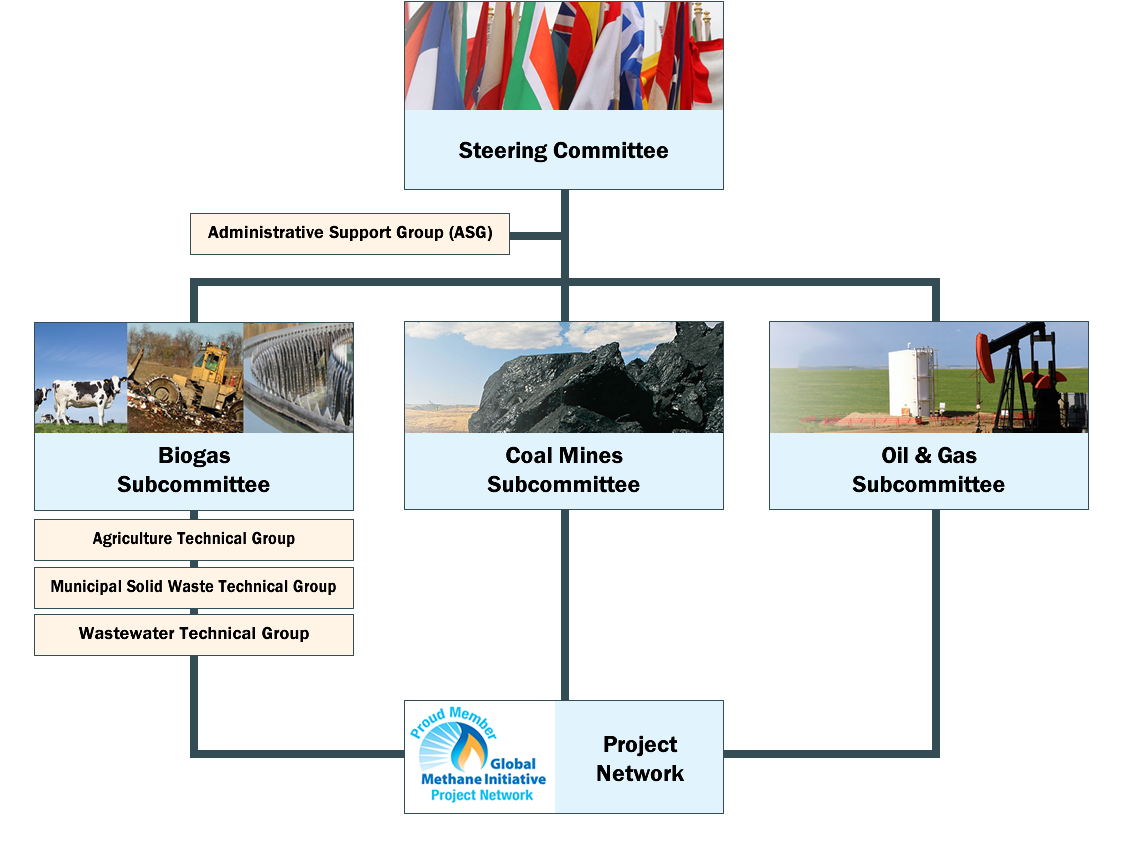 Steering Committee
Administrative Support Group (ASG)
Biogas
Subcommittee
Coal Mines
Subcommittee
Oil & Gas
Subcommittee
Agriculture Technical Group
Municipal Solid Waste Technical Group
Wastewater Technical Group
Proud Member
Global
Methane Initiative
Project Network
Project
Network